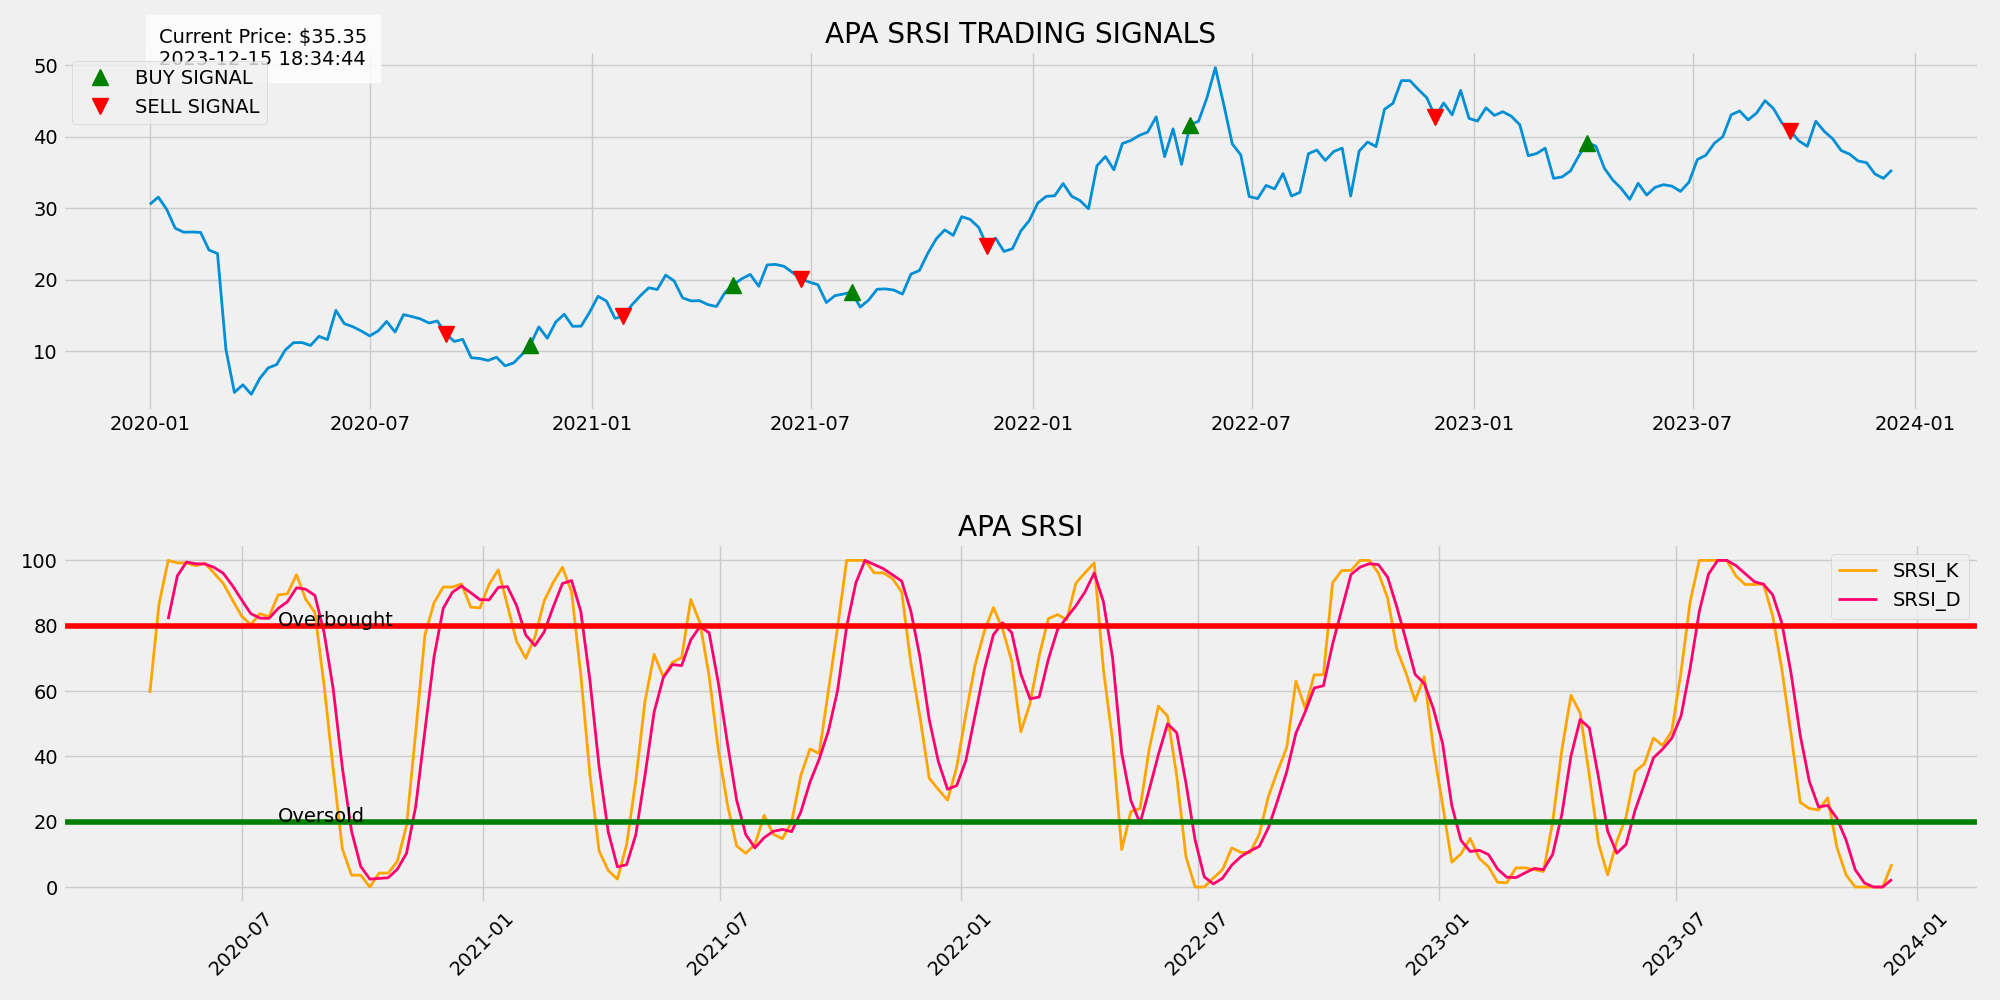 APA SRSI TRADING SIGNALS
Current Price: $35.35
2023-12-15 18:34:44
BUY SIGNAL
SELL SIGNAL
50
40
30
20
10
2020-01 2020-07 2021-01 2021-07 2022-01 2022-07 2023-01 2023-07 2024-01
APA SRSI
SRSI_K
SRSI_D
100
Overbought
80
60
40
Oversold
20
0
2020-07 2021-01 2021-07 2022-01 2022-07 2023-01 2023-07 2024-01